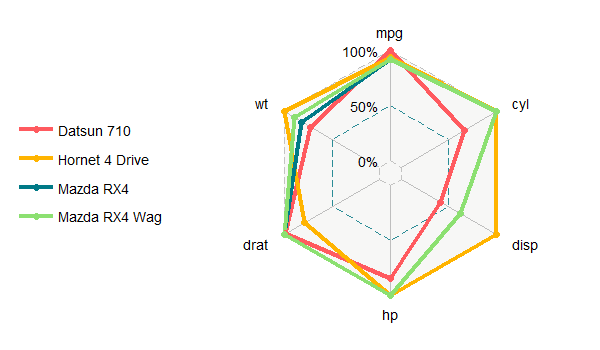 mpg
100%
wt
cyl
50%
Datsun 710
Hornet 4 Drive
0%
Mazda RX4
Mazda RX4 Wag
drat
disp
hp